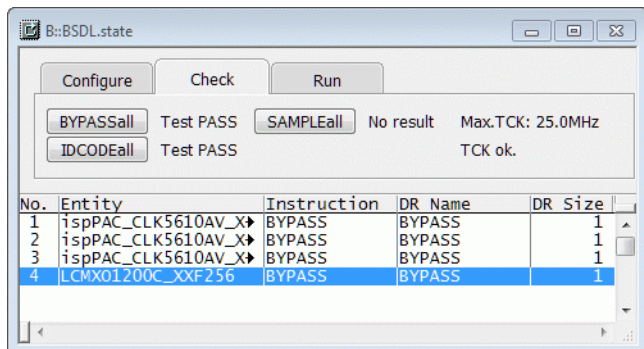 B::BSDL.state
Configure Check Run
BYPASSall Test PASS SAMPLEall No result Max.TCK: 25.0MHz
IDCODEall Test PASS TCK ok.
No. Entity Instruction DR Name DR Size
1 ispPAC_CLK5610AV_X BYPASS BYPASS 1
2 ispPAC_CLK5610AV_X BYPASS BYPASS 1
3 ispPAC_CLK5610AV_X BYPASS BYPASS 1
4 LCMXO1200C_XXF256 BYPASS BYPASS 1